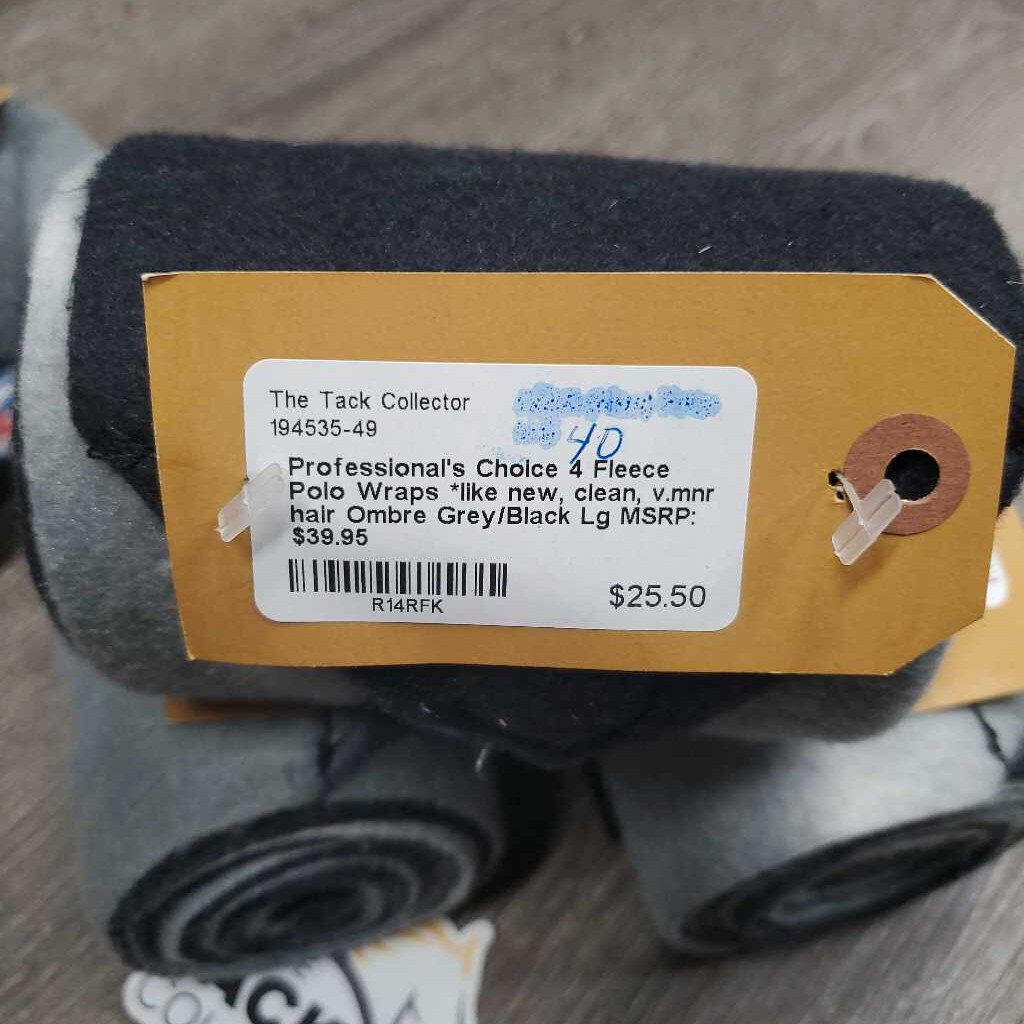 The Tack Collector
194535-49
40
Professional's Choice 4 Fleece
Polo Wraps *like new, clean, v.mnr
hair Ombre Grey/Black Lg MSRP:
$39.95
R14RFK
$25.50